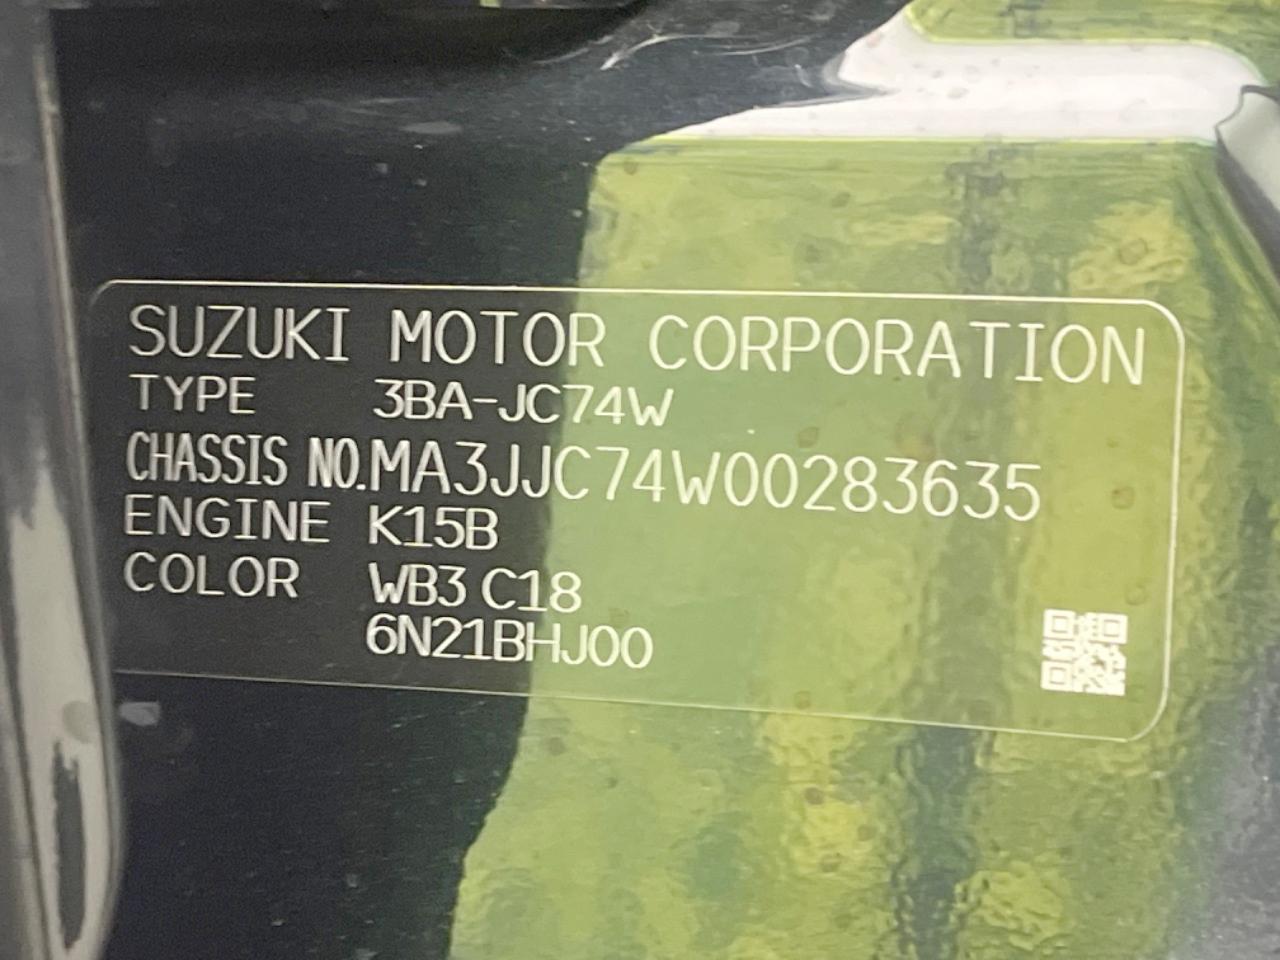 SUZUKI MOTOR CORPORATION
TYPE 3BA-JC74W
CHASSIS NO.MA3JJC74W00283635
ENGINE K15B
COLOR WB3 C18
6N21BHJ00